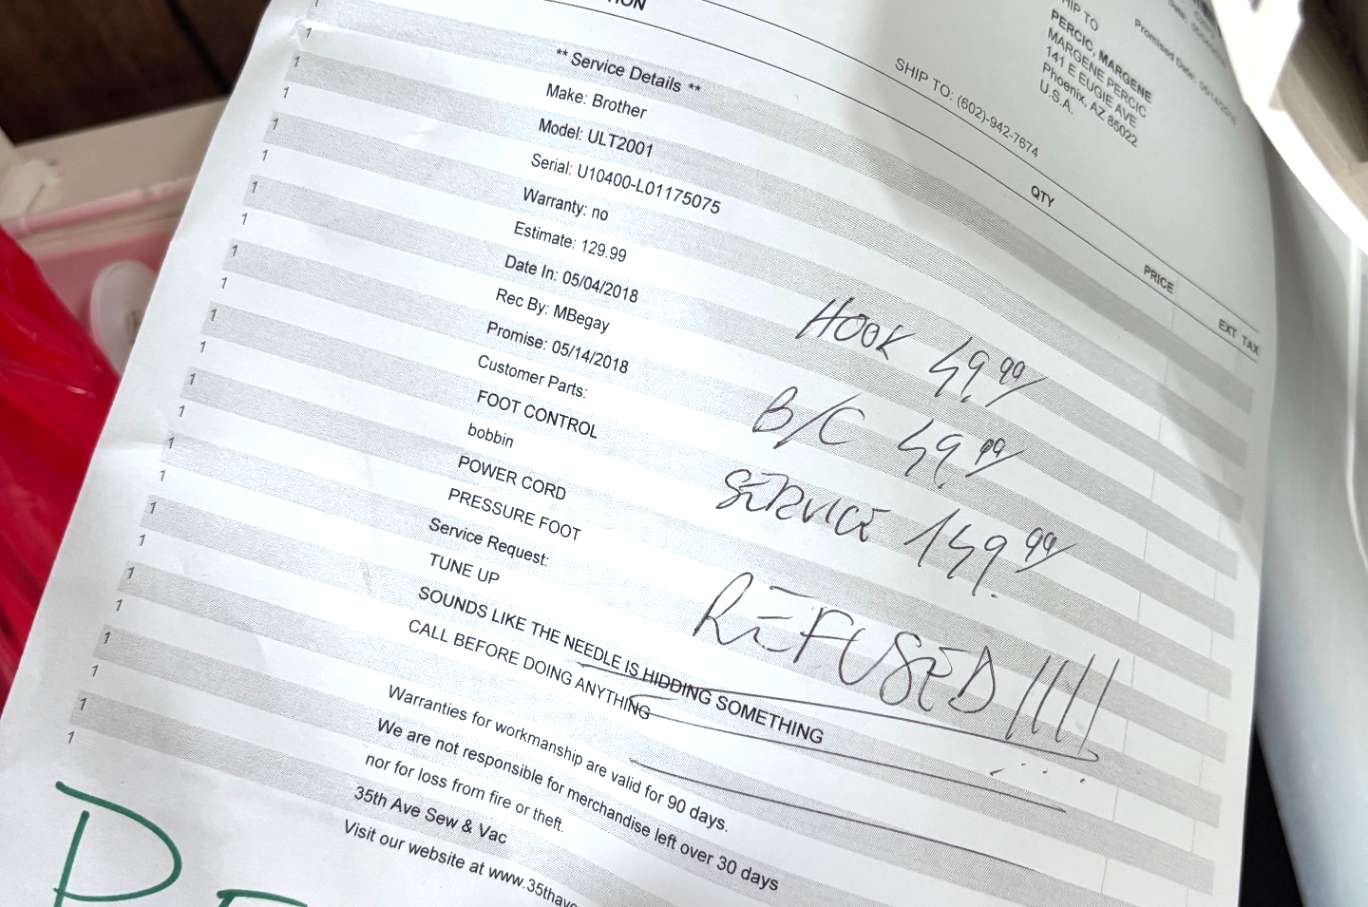 SHIP TO
PERCIC, MARGENE
MARGENE PERCIC
141 E EUGIE AVE
Phoenix, AZ 85022
U.S.A.
Promised Date:
SHIP TO: (602)-942-7674
QTY
PRICE
EXT
TAX
1
** Service Details **
1
Make: Brother
1
Model: ULT2001
1
Serial: U10400-L01175075
1
Warranty: no
1
Estimate: 129.99
1
Date In: 05/04/2018
1
Rec By: MBegay
1
Promise: 05/14/2018
1
Customer Parts:
1
FOOT CONTROL
1
bobbin
1
POWER CORD
1
PRESSURE FOOT
1
Service Request:
1
TUNE UP
1
SOUNDS LIKE THE NEEDLE IS HIDDING SOMETHING
1
CALL BEFORE DOING ANYTHING
1
1
Warranties for workmanship are valid for 90 days.
1
We are not responsible for merchandise left over 30 days
1
nor for loss from fire or theft.
1
35th Ave Sew & Vac
Visit our website at www.35thave
HOOK 49.99/
B/C 49.99/
SERVICE 149.99/
REFUSED!!!!